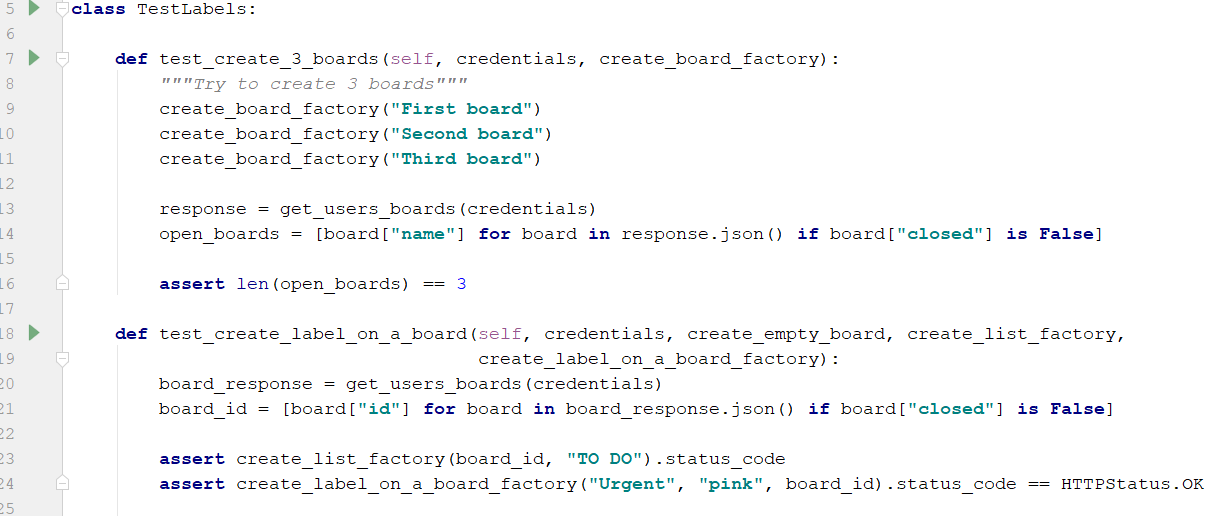 5 class TestLabels:
6
7 def test_create_3_boards(self, credentials, create_board_factory):
8 """Try to create 3 boards"""
9 create_board_factory("First board")
10 create_board_factory("Second board")
11 create_board_factory("Third board")
12
13 response = get_users_boards(credentials)
14 open_boards = [board["name"] for board in response.json() if board["closed"] is False]
15
16 assert len(open_boards) == 3
17
18 def test_create_label_on_a_board(self, credentials, create_empty_board, create_list_factory,
19 create_label_on_a_board_factory):
20 board_response = get_users_boards(credentials)
21 board_id = [board["id"] for board in board_response.json() if board["closed"] is False]
22
23 assert create_list_factory(board_id, "TO DO").status_code
24 assert create_label_on_a_board_factory("Urgent", "pink", board_id).status_code == HTTPStatus.OK
25